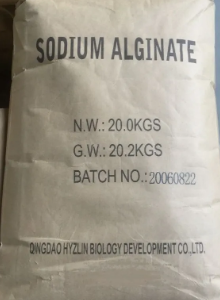 SODIUM ALGINATE
N.W.: 20.0KGS
G.W.: 20.2KGS
BATCH NO.: 20060822
QINGDAO HYZLIN BIOLOGY DEVELOPMENT CO.,LTD.